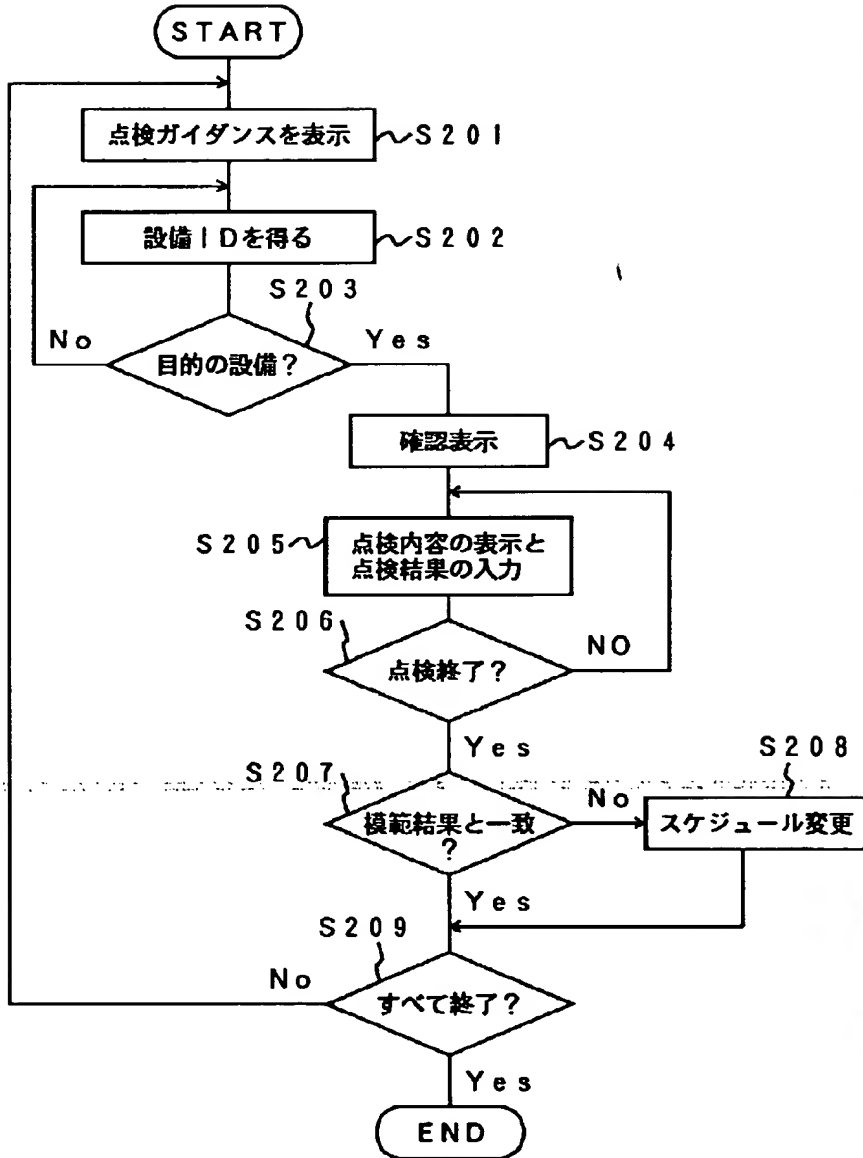 START
点検ガイダンスを表示
S201
設備IDを得る
S202
S203
No
目的の設備?
Yes
確認表示
S204
S205
点検内容の表示と
点検結果の入力
S206
点検終了?
NO
Yes
S207
S208
模範結果と一致
?
No
スケジュール変更
Yes
S209
No
すべて終了?
Yes
END